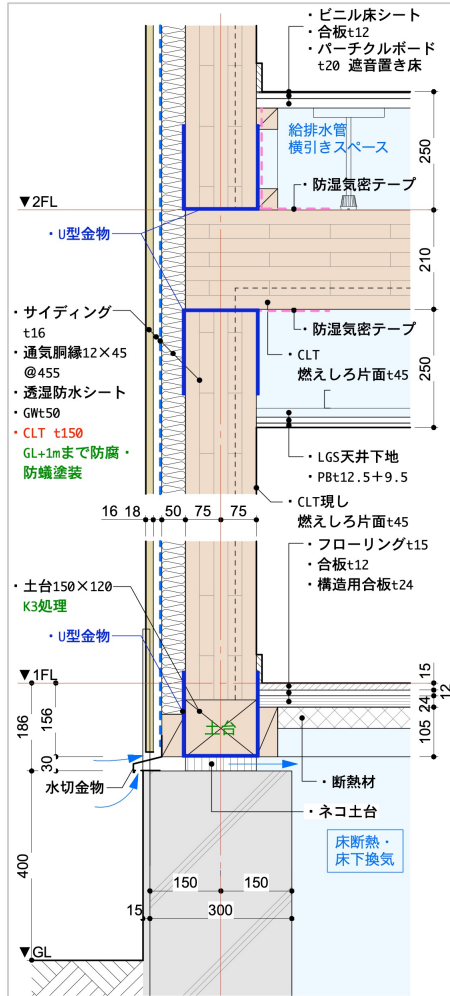 ・ビニル床シート
・合板t12
・パーチクルボード
t20 遮音置き床
給排水管
横引きスペース
250
・防湿気密テープ
▼2FL
・U型金物
210
・サイディング
t16
・通気胴縁12×45
@455
・透湿防水シート
・GWt50
・CLT t150
GL+1mまで防腐・
防蟻塗装
・防湿気密テープ
・CLT
燃えしろ片面t45
250
・LGS天井下地
・PBt12.5+9.5
・CLT現し
燃えしろ片面t45
16 18 50 75 75
・フローリングt15
・合板t12
・構造用合板t24
・土台150×120
K3処理
・U型金物
▼1FL
15
12
24
105
186
156
30
土台
水切金物
・断熱材
・ネコ土台
床断熱・
床下換気
400
150 150
15 300
▼GL